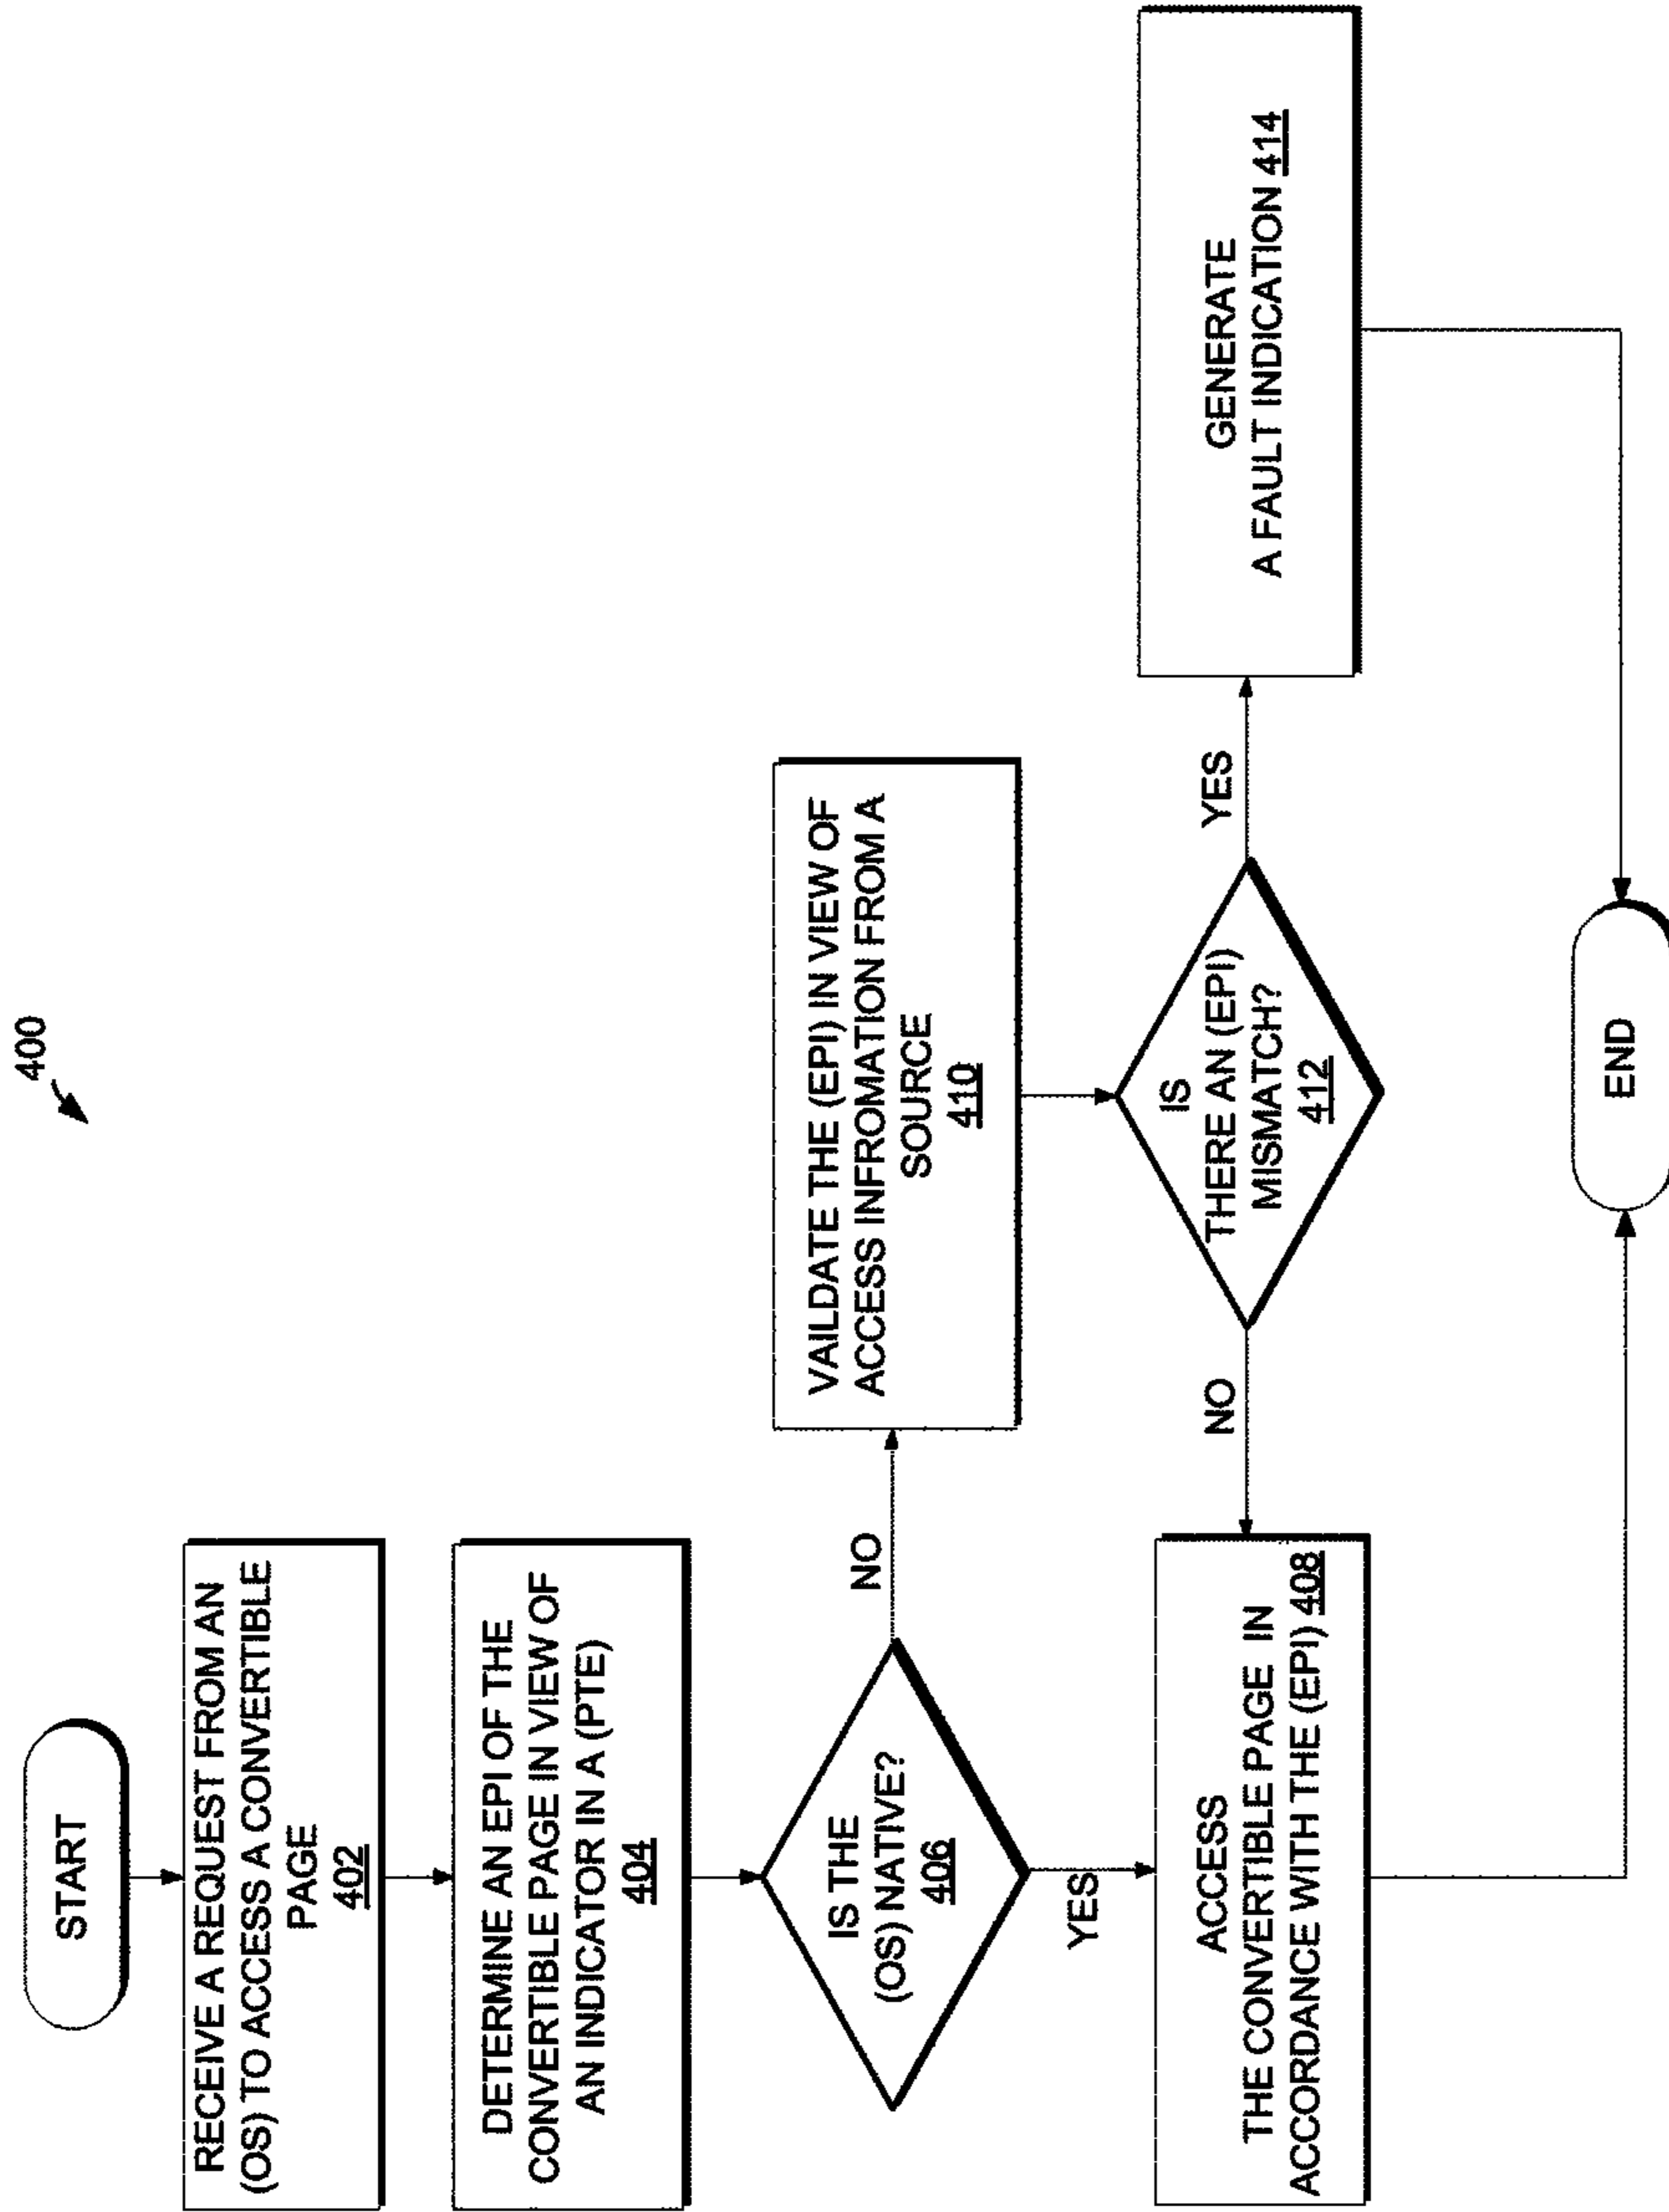 400
START
RECEIVE A REQUEST FROM AN
(OS) TO ACCESS A CONVERTIBLE
PAGE
402
DETERMINE AN EPI OF THE
CONVERTIBLE PAGE IN VIEW OF
AN INDICATOR IN A (PTE)
404
IS THE
(OS) NATIVE?
406
NO
YES
VAILDATE THE (EPI) IN VIEW OF
ACCESS INFROMATION FROM A
SOURCE
410
IS
THERE AN (EPI)
MISMATCH?
412
NO
YES
ACCESS
THE CONVERTIBLE PAGE IN
ACCORDANCE WITH THE (EPI) 408
GENERATE
A FAULT INDICATION 414
END